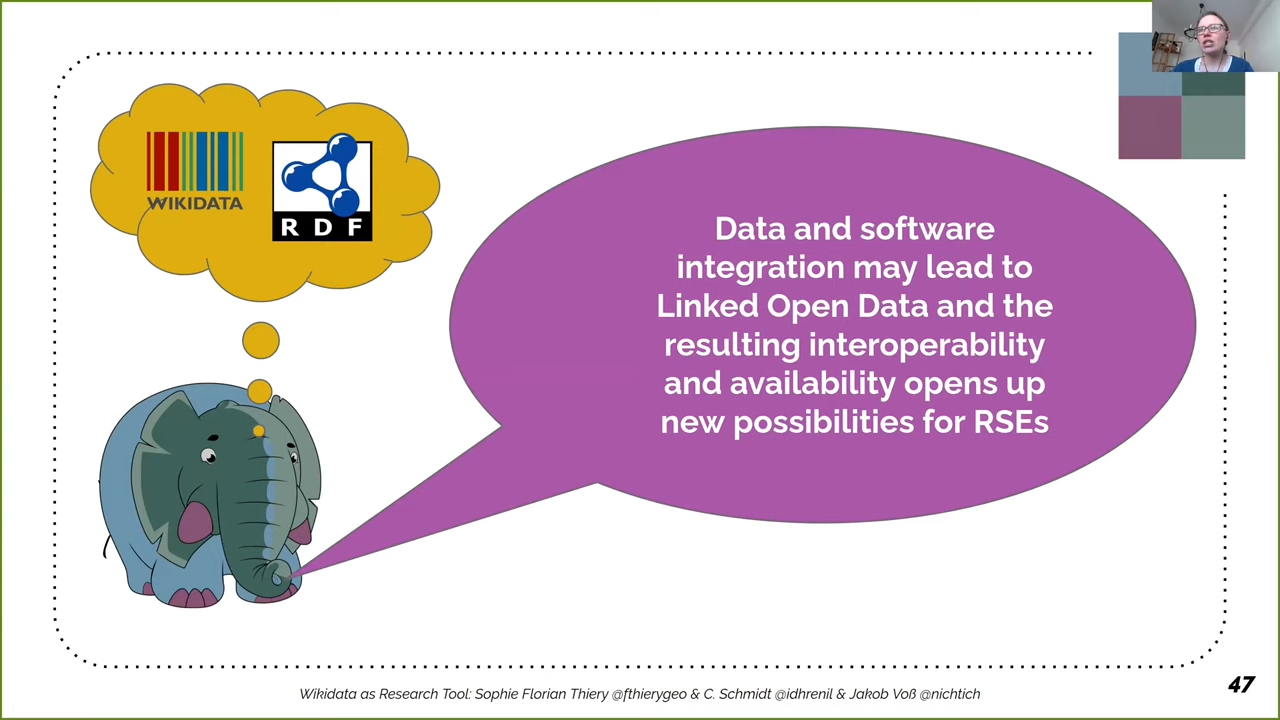 WIKIDATA
RDF
Data and software
integration may lead to
Linked Open Data and the
resulting interoperability
and availability opens up
new possibilities for RSEs
Wikidata as Research Tool: Sophie Florian Thiery @fthierygeo & C. Schmidt @idhrenil & Jakob Voß @nichtich
47